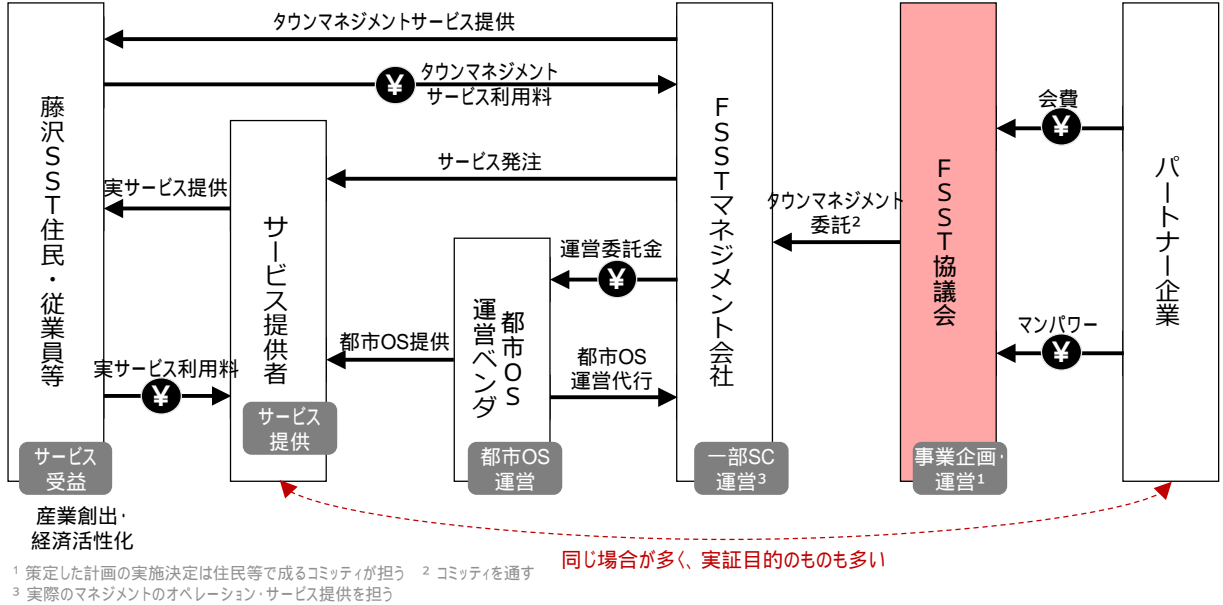 タウンマネジメントサービス提供
タウンマネジメント
サービス利用料
会費
¥
¥
サービス発注
実サービス提供
タウンマネジメント
委託²
運営委託金
¥
マンパワー
¥
都市OS提供
都市OS
運営代行
実サービス利用料
¥
藤沢SST住民・従業員等
サービス提供者
都市OS
運営ベンダ
FSSTマネジメント会社
FSST協議会
パートナー企業
サービス
受益
サービス
提供
都市OS
運営
一部SC
運営³
事業企画・
運営¹
産業創出・
経済活性化
同じ場合が多く、実証目的のものも多い
¹ 策定した計画の実施決定は住民等で成るコミッティが担う ² コミッティを通す
³ 実際のマネジメントのオペレーション・サービス提供を担う